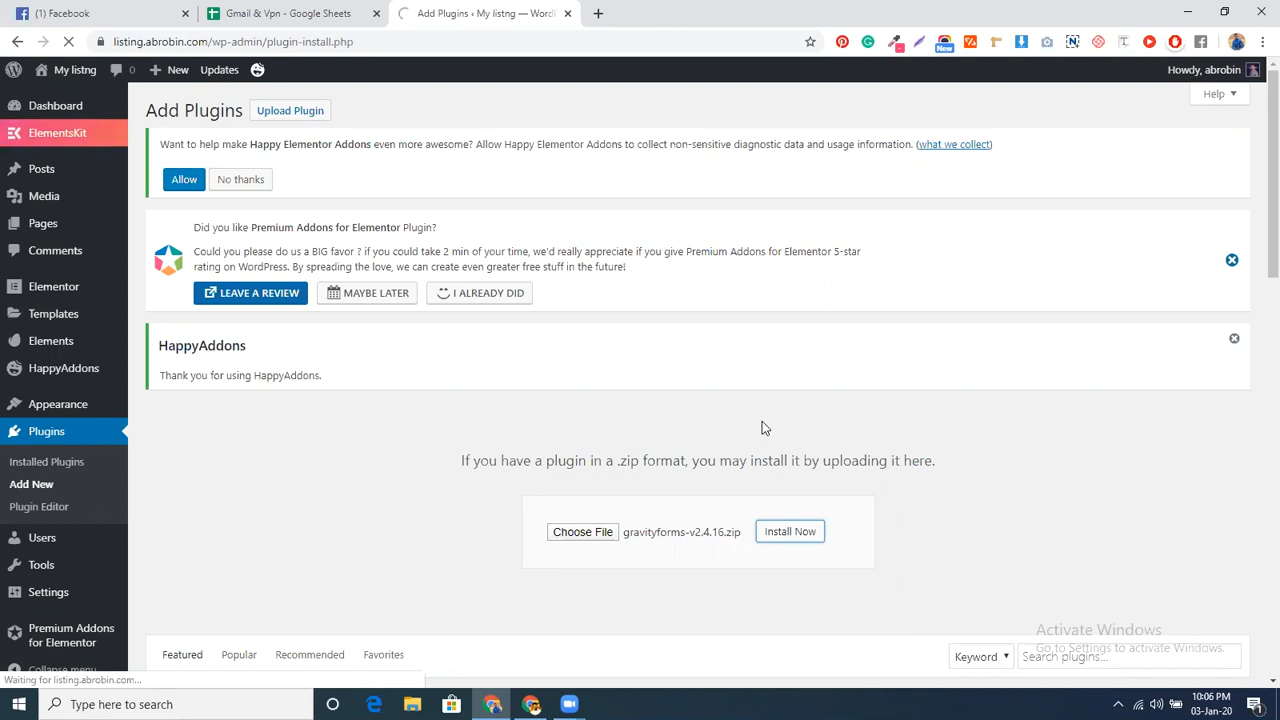 (1) Facebook
Gmail & Vpn - Google Sheets
Add Plugins ‹ My listng — WordP
listing.abrobin.com/wp-admin/plugin-install.php
New
My listng
0
New
Updates
Howdy, abrobin
Help
Dashboard
ElementsKit
Posts
Media
Pages
Comments
Elementor
Templates
Elements
HappyAddons
Appearance
Plugins
Installed Plugins
Add New
Plugin Editor
Users
Tools
Settings
Premium Addons
for Elementor
Collapse menu
Add Plugins
Upload Plugin
Want to help make Happy Elementor Addons even more awesome? Allow Happy Elementor Addons to collect non-sensitive diagnostic data and usage information. (what we collect)
Allow
No thanks
Did you like Premium Addons for Elementor Plugin?
Could you please do us a BIG favor ? if you could take 2 min of your time, we'd really appreciate if you give Premium Addons for Elementor 5-star
rating on WordPress. By spreading the love, we can create even greater free stuff in the future!
LEAVE A REVIEW
MAYBE LATER
I ALREADY DID
HappyAddons
Thank you for using HappyAddons.
If you have a plugin in a .zip format, you may install it by uploading it here.
Choose File
gravityforms-v2.4.16.zip
Install Now
Featured
Popular
Recommended
Favorites
Keyword
Search plugins...
Activate Windows
Go to Settings to activate Windows.
Waiting for listing.abrobin.com...
Type here to search
10:06 PM
03-Jan-20
1